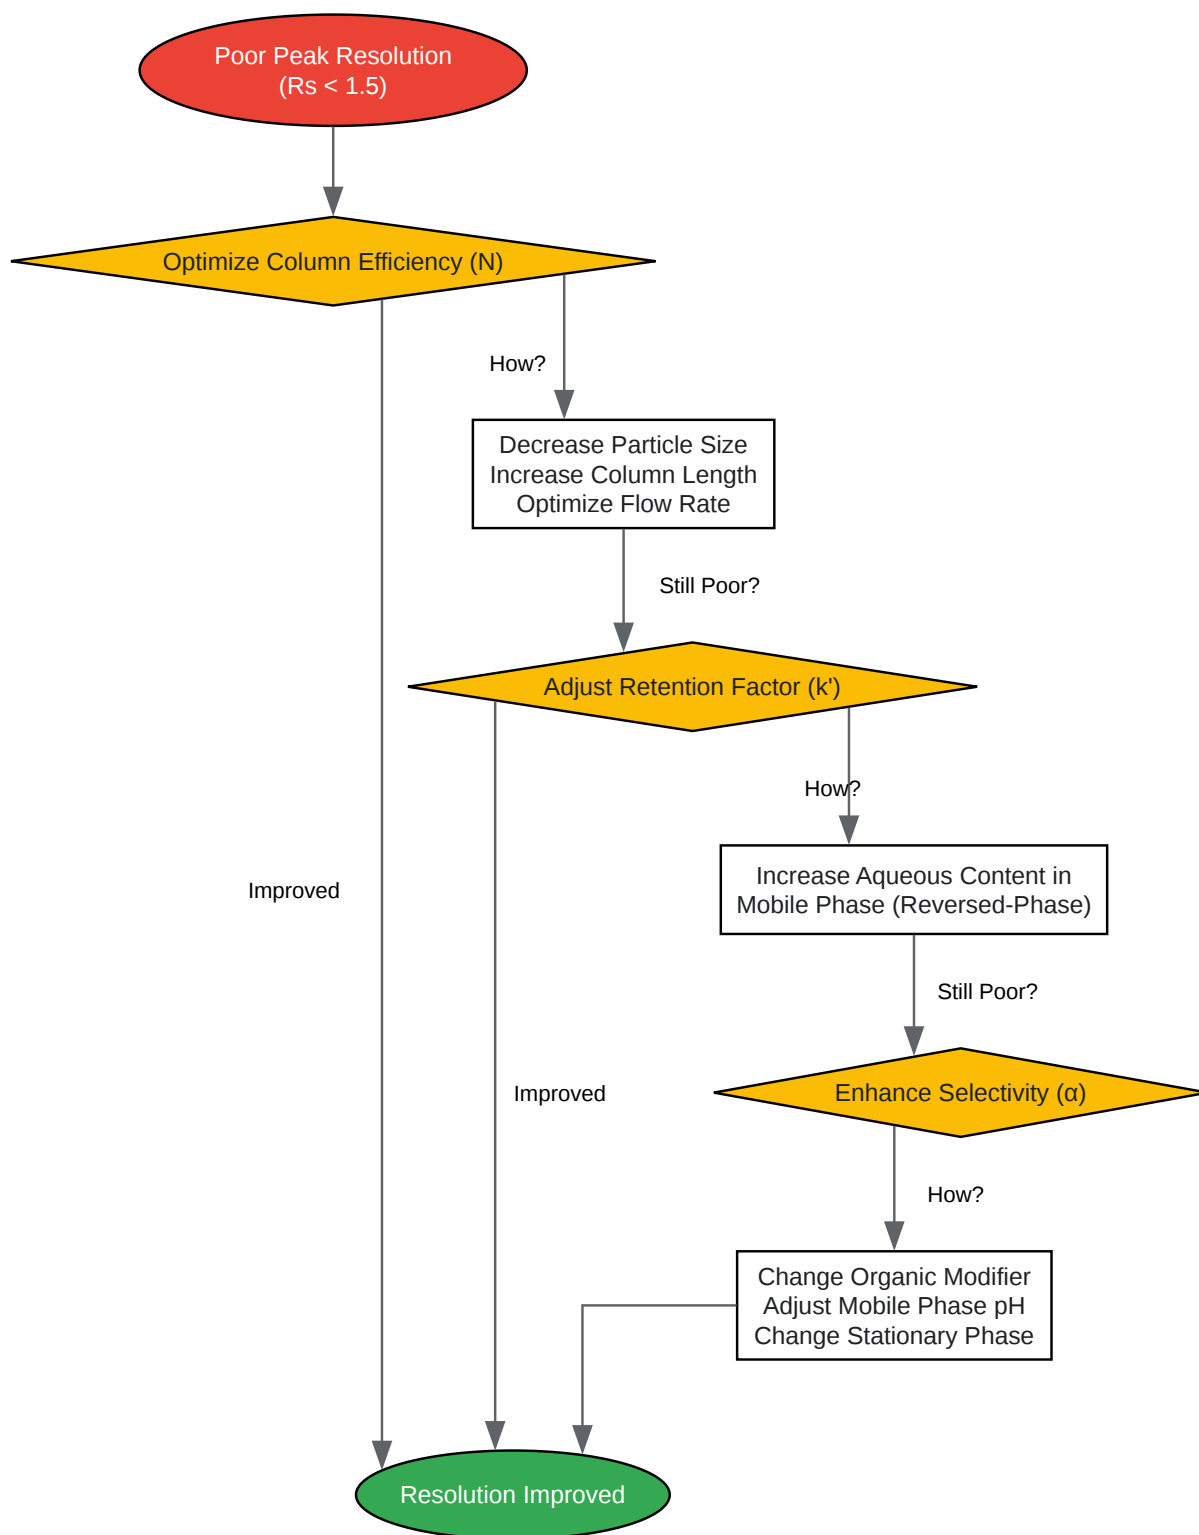 Poor Peak Resolution
(Rs < 1.5)
Optimize Column Efficiency (N)
How?
Decrease Particle Size
Increase Column Length
Optimize Flow Rate
Still Poor?
Adjust Retention Factor (k')
How?
Increase Aqueous Content in
Mobile Phase (Reversed-Phase)
Improved
Still Poor?
Improved
Enhance Selectivity (α)
How?
Change Organic Modifier
Adjust Mobile Phase pH
Change Stationary Phase
Resolution Improved